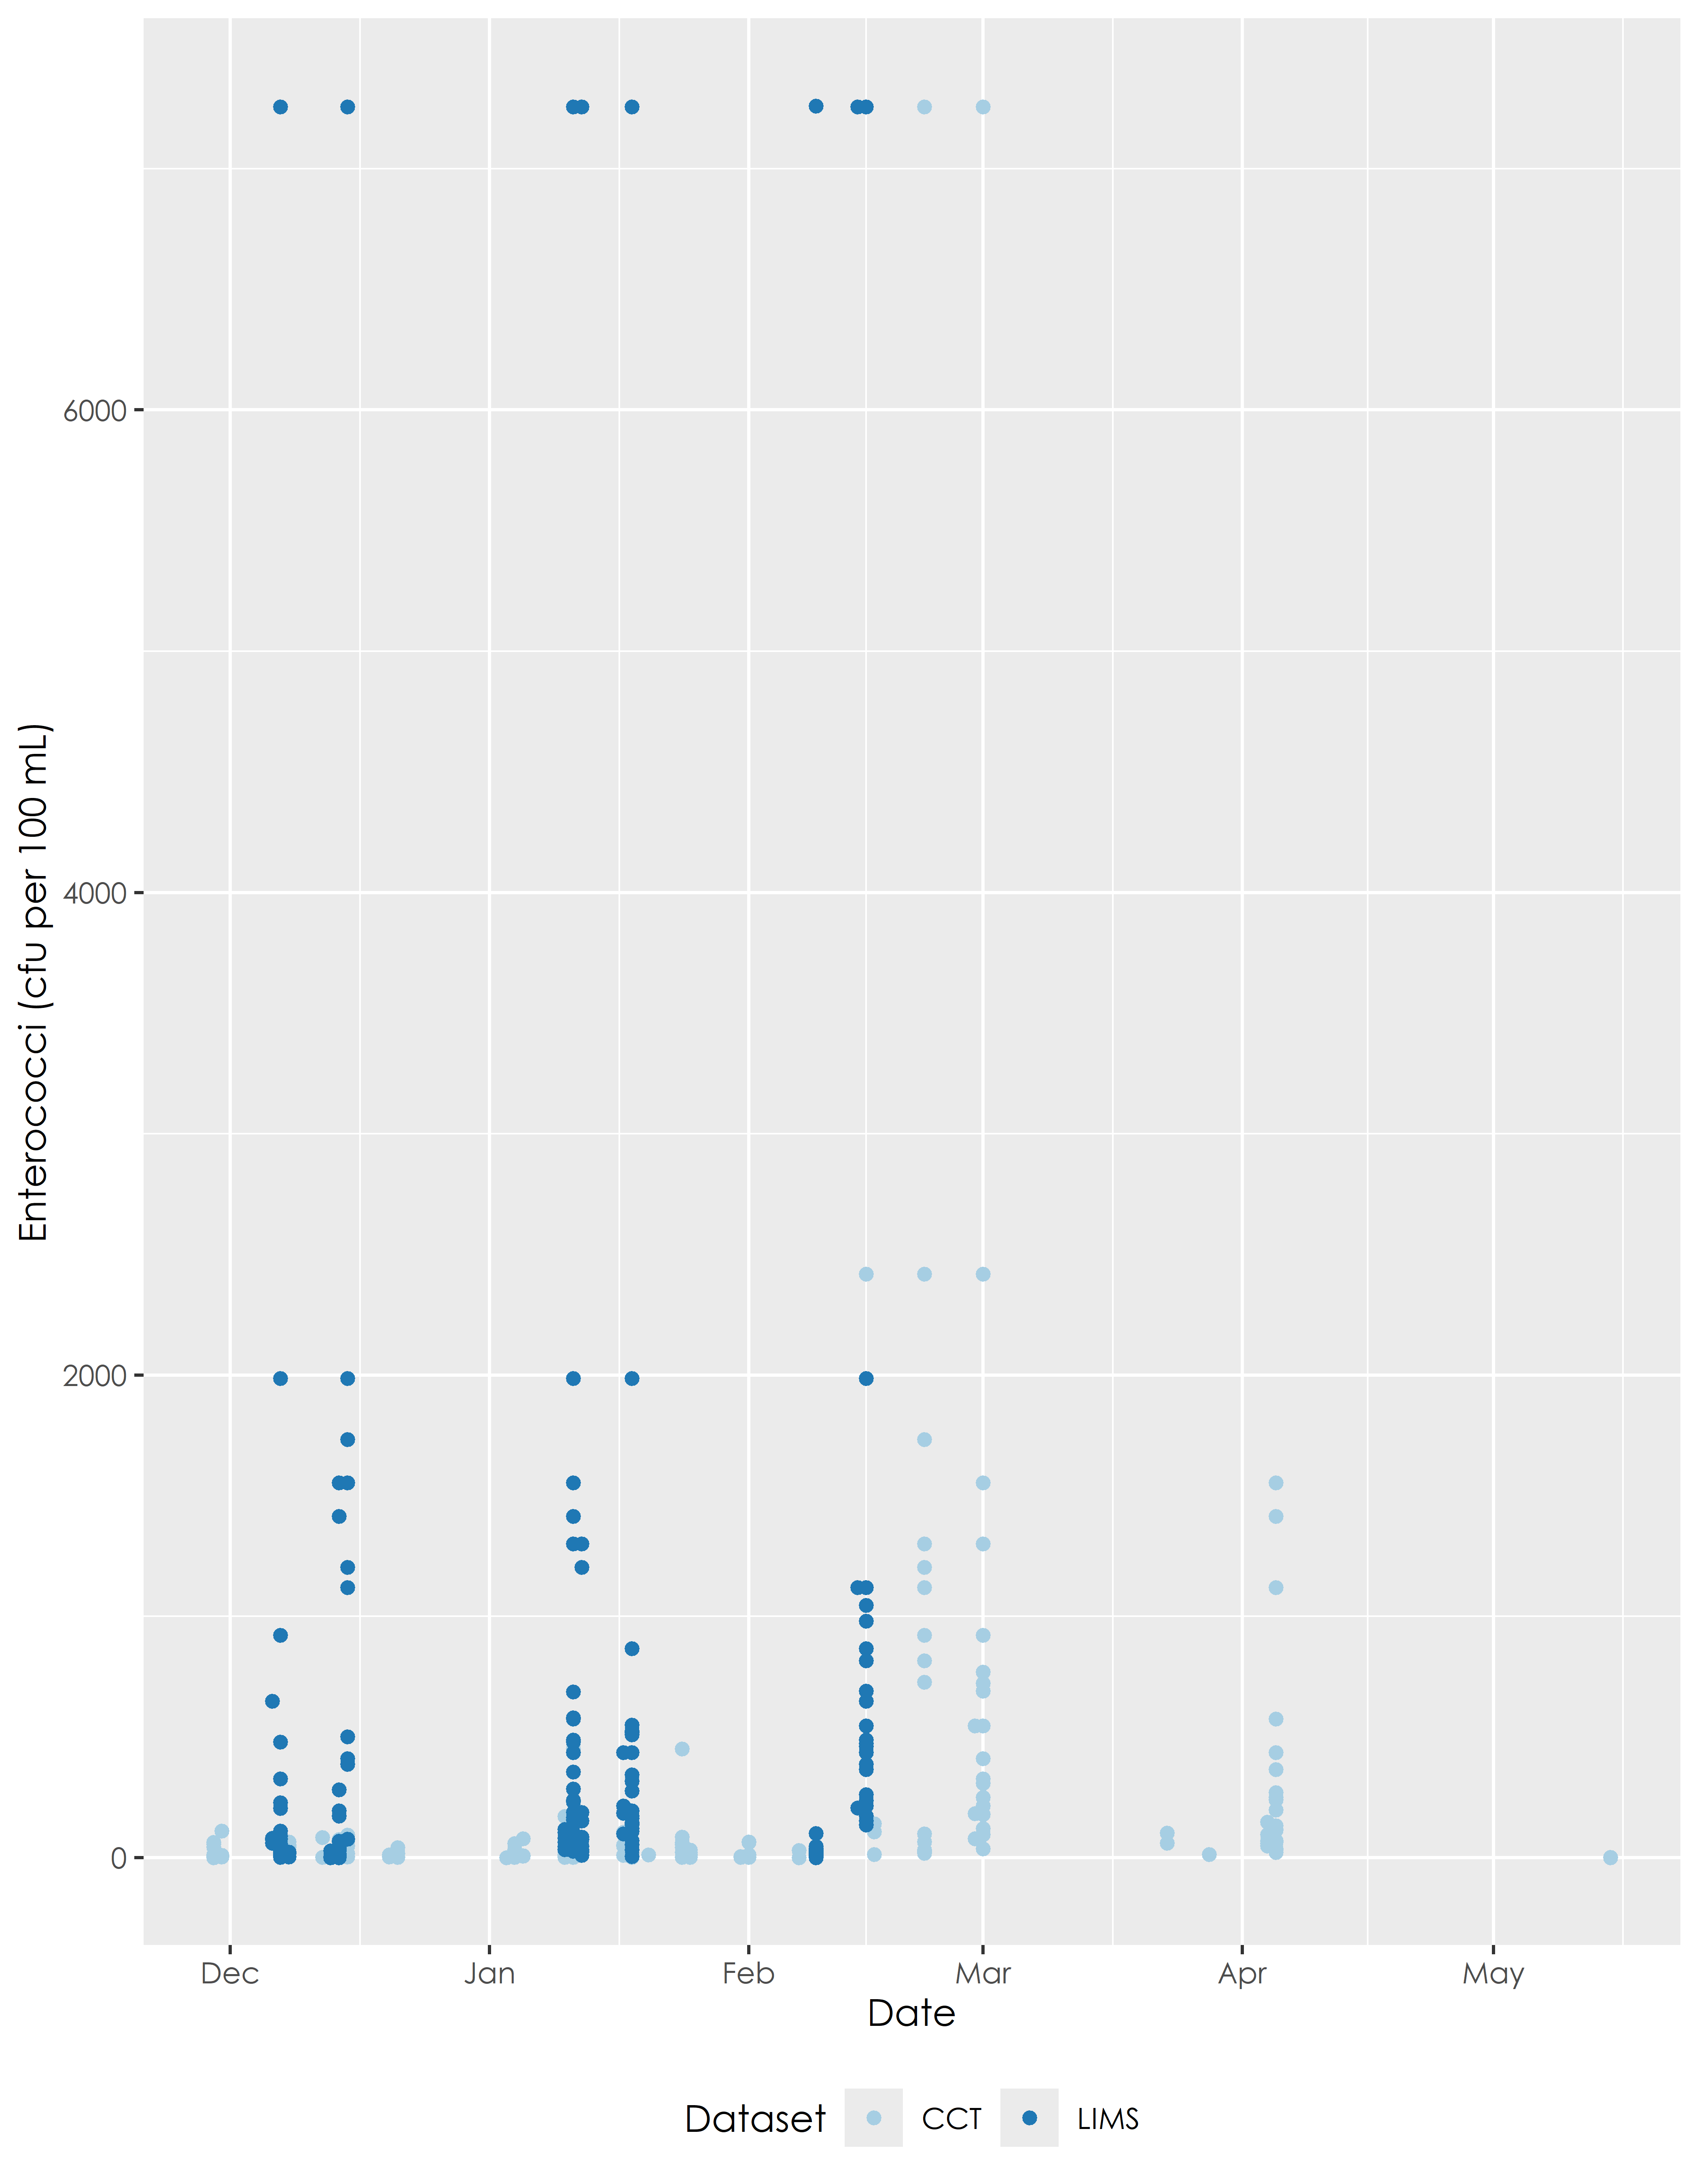 Enterococci (cfu per 100 mL)
6000
4000
2000
0
Dec Jan Feb Mar Apr May
Date
Dataset CCT LIMS